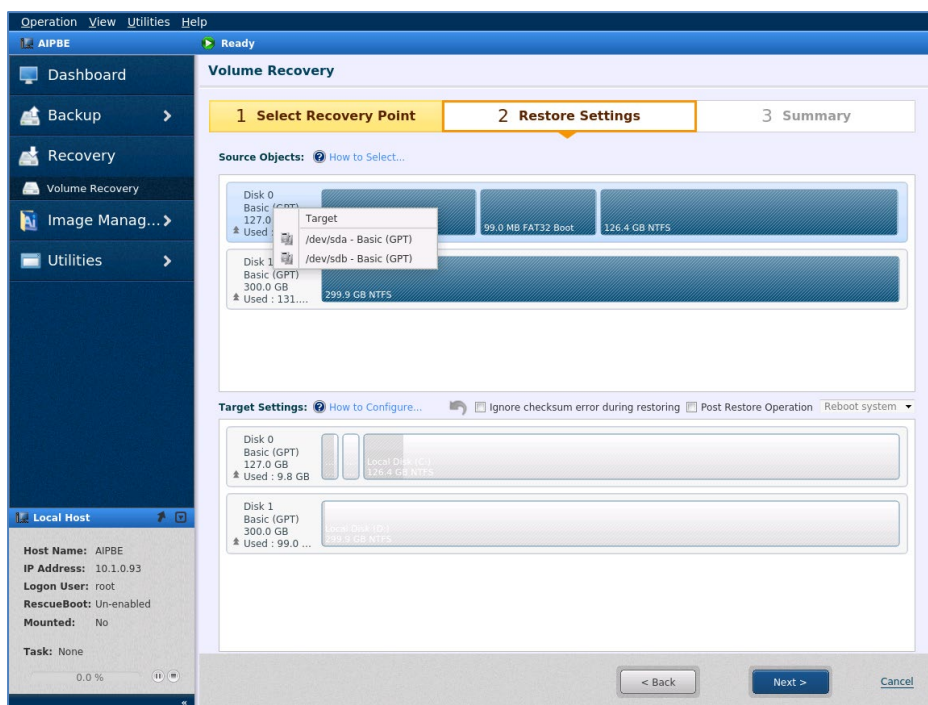 Operation View Utilities Help
AIPBE
Ready
Dashboard
Backup
Recovery
Volume Recovery
Image Manag...
Utilities
Volume Recovery
1 Select Recovery Point
2 Restore Settings
3 Summary
Source Objects: How to Select...
Disk 0
Basic (GPT)
127.0
Used :
99.0 MB FAT32 Boot
126.4 GB NTFS
Target
/dev/sda - Basic (GPT)
/dev/sdb - Basic (GPT)
Disk 1
Basic (GPT)
300.0 GB
Used : 131....
299.9 GB NTFS
Target Settings: How to Configure...
Ignore checksum error during restoring
Post Restore Operation
Reboot system
Disk 0
Basic (GPT)
127.0 GB
Used : 9.8 GB
Local Disk (C:)
126.4 GB NTFS
Disk 1
Basic (GPT)
300.0 GB
Used : 99.0 ...
299.9 GB NTFS
Local Host
Host Name: AIPBE
IP Address: 10.1.0.93
Logon User: root
RescueBoot: Un-enabled
Mounted: No
Task: None
0.0 %
< Back
Next >
Cancel